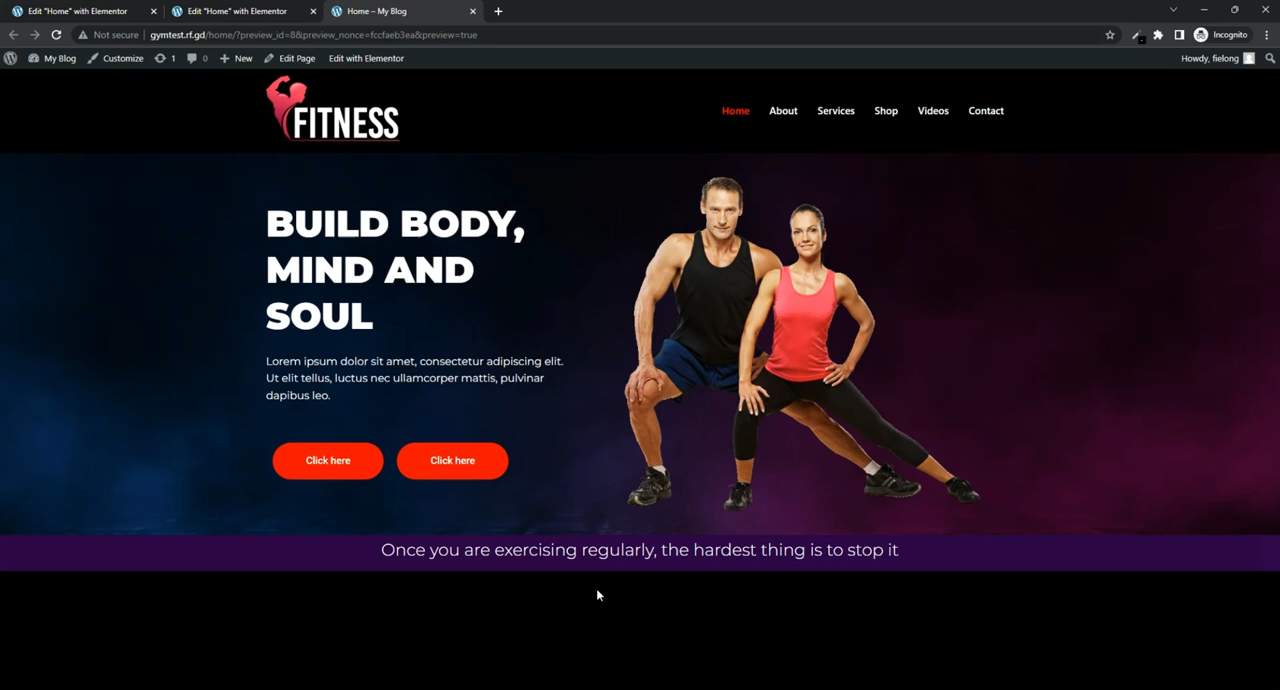 Edit "Home" with Elementor
Edit "Home" with Elementor
Home – My Blog
Not secure
gymtest.rf.gd/home/?preview_id=8&preview_nonce=fccfaeb3ea&preview=true
Incognito
My Blog
Customize
1
0
New
Edit Page
Edit with Elementor
Howdy, fielong
FITNESS
Home
About
Services
Shop
Videos
Contact
BUILD BODY,
MIND AND
SOUL
Lorem ipsum dolor sit amet, consectetur adipiscing elit.
Ut elit tellus, luctus nec ullamcorper mattis, pulvinar
dapibus leo.
Click here
Click here
Once you are exercising regularly, the hardest thing is to stop it